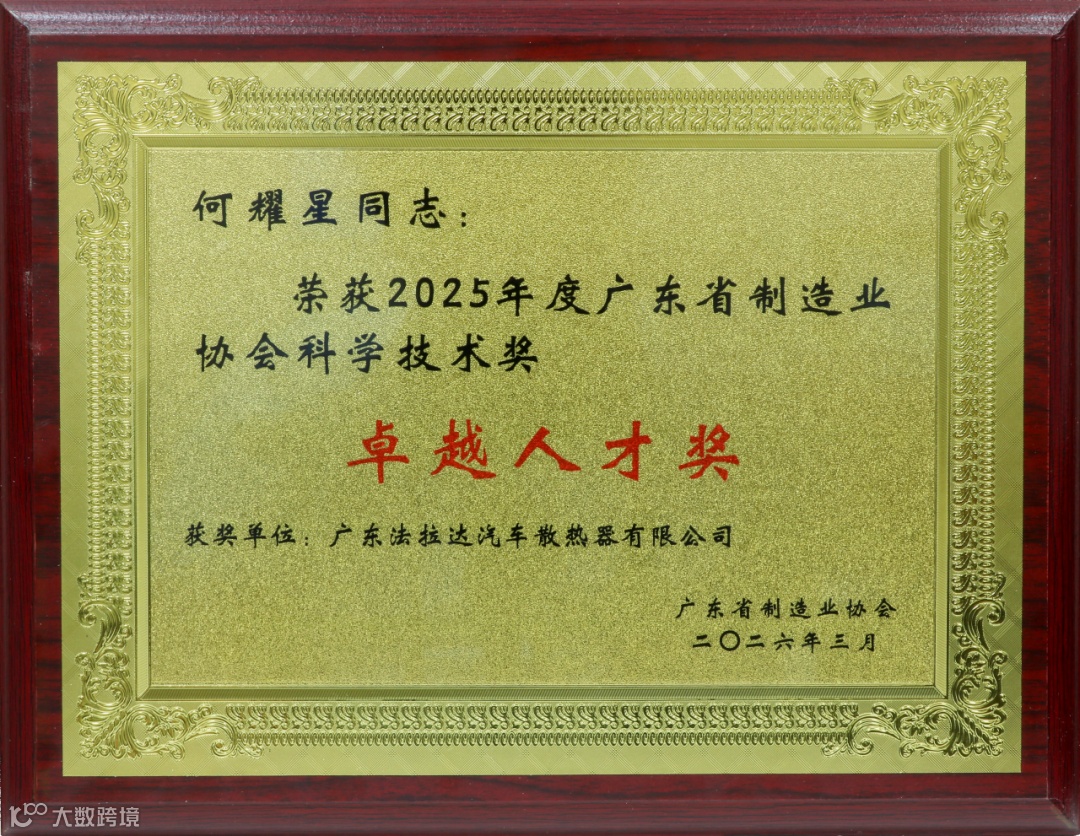 何耀星同志：
荣获2025年度广东省制造业
协会科学技术奖
卓越人才奖
获奖单位：广东法拉达汽车散热器有限公司
广东省制造业协会
二〇二六年三月
大数跨境